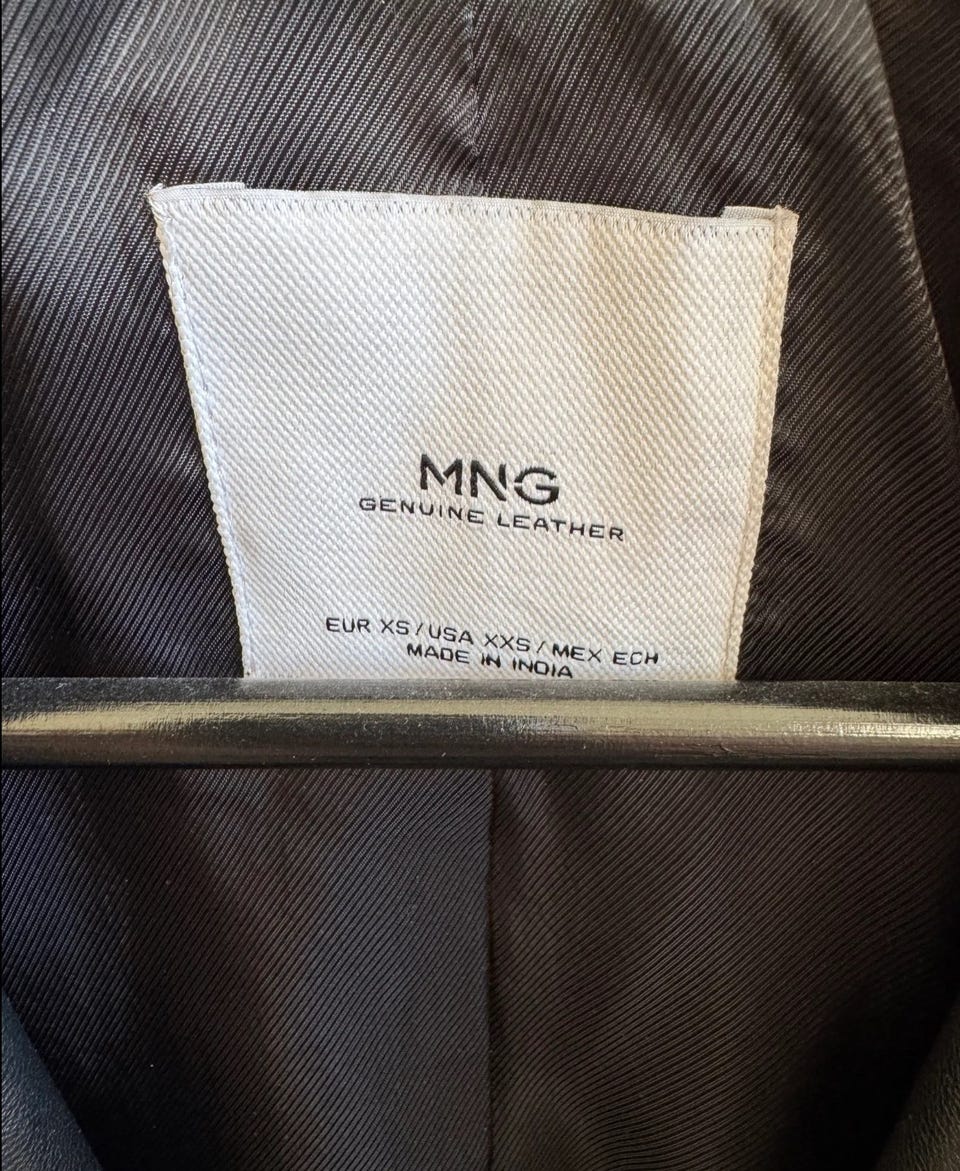 MNG
GENUINE LEATHER
EUR XS/USA XXS/MEX ECH
MADE IN INDIA